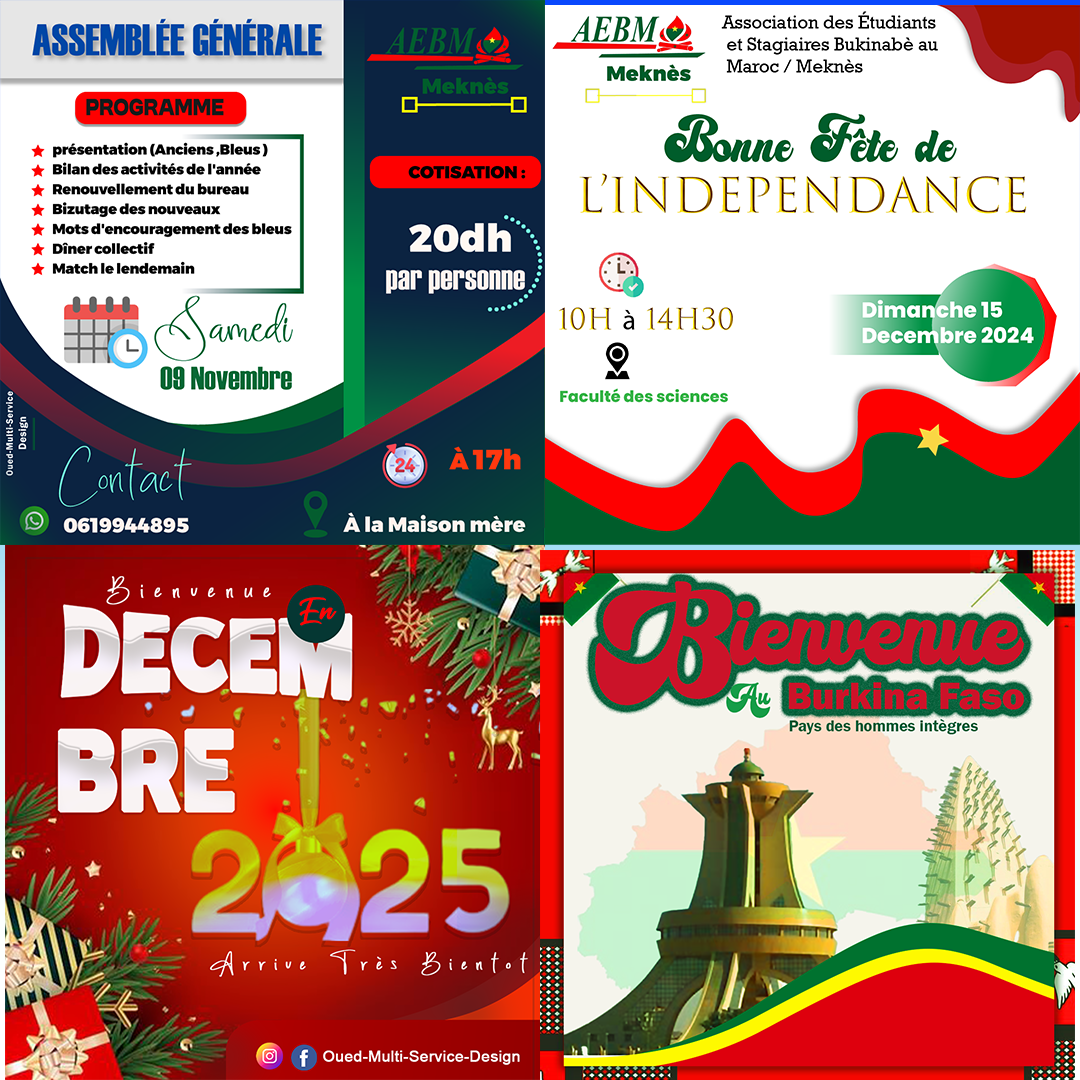 ASSEMBLÉE GÉNÉRALE
PROGRAMME
présentation (Anciens ,Bleus )
Bilan des activités de l'année
Renouvellement du bureau
Bizutage des nouveaux
Mots d'encouragement des bleus
Dîner collectif
Match le lendemain
Samedi
09 Novembre
Oued-Multi-Service
Design
Contact
0619944895
AEBM
Meknès
COTISATION :
20dh
par personne
24
À 17h
À la Maison mère
AEBM
Meknès
Association des Étudiants
et Stagiaires Bukinabè au
Maroc / Meknès
Bonne Fête de
L'INDEPENDANCE
10H à 14H30
Faculté des sciences
Dimanche 15
Decembre 2024
Bienvenue
En
DECEM
BRE
2025
Arrive Très Bientot
Oued-Multi-Service-Design
Bienvenue
Au Burkina Faso
Pays des hommes intègres